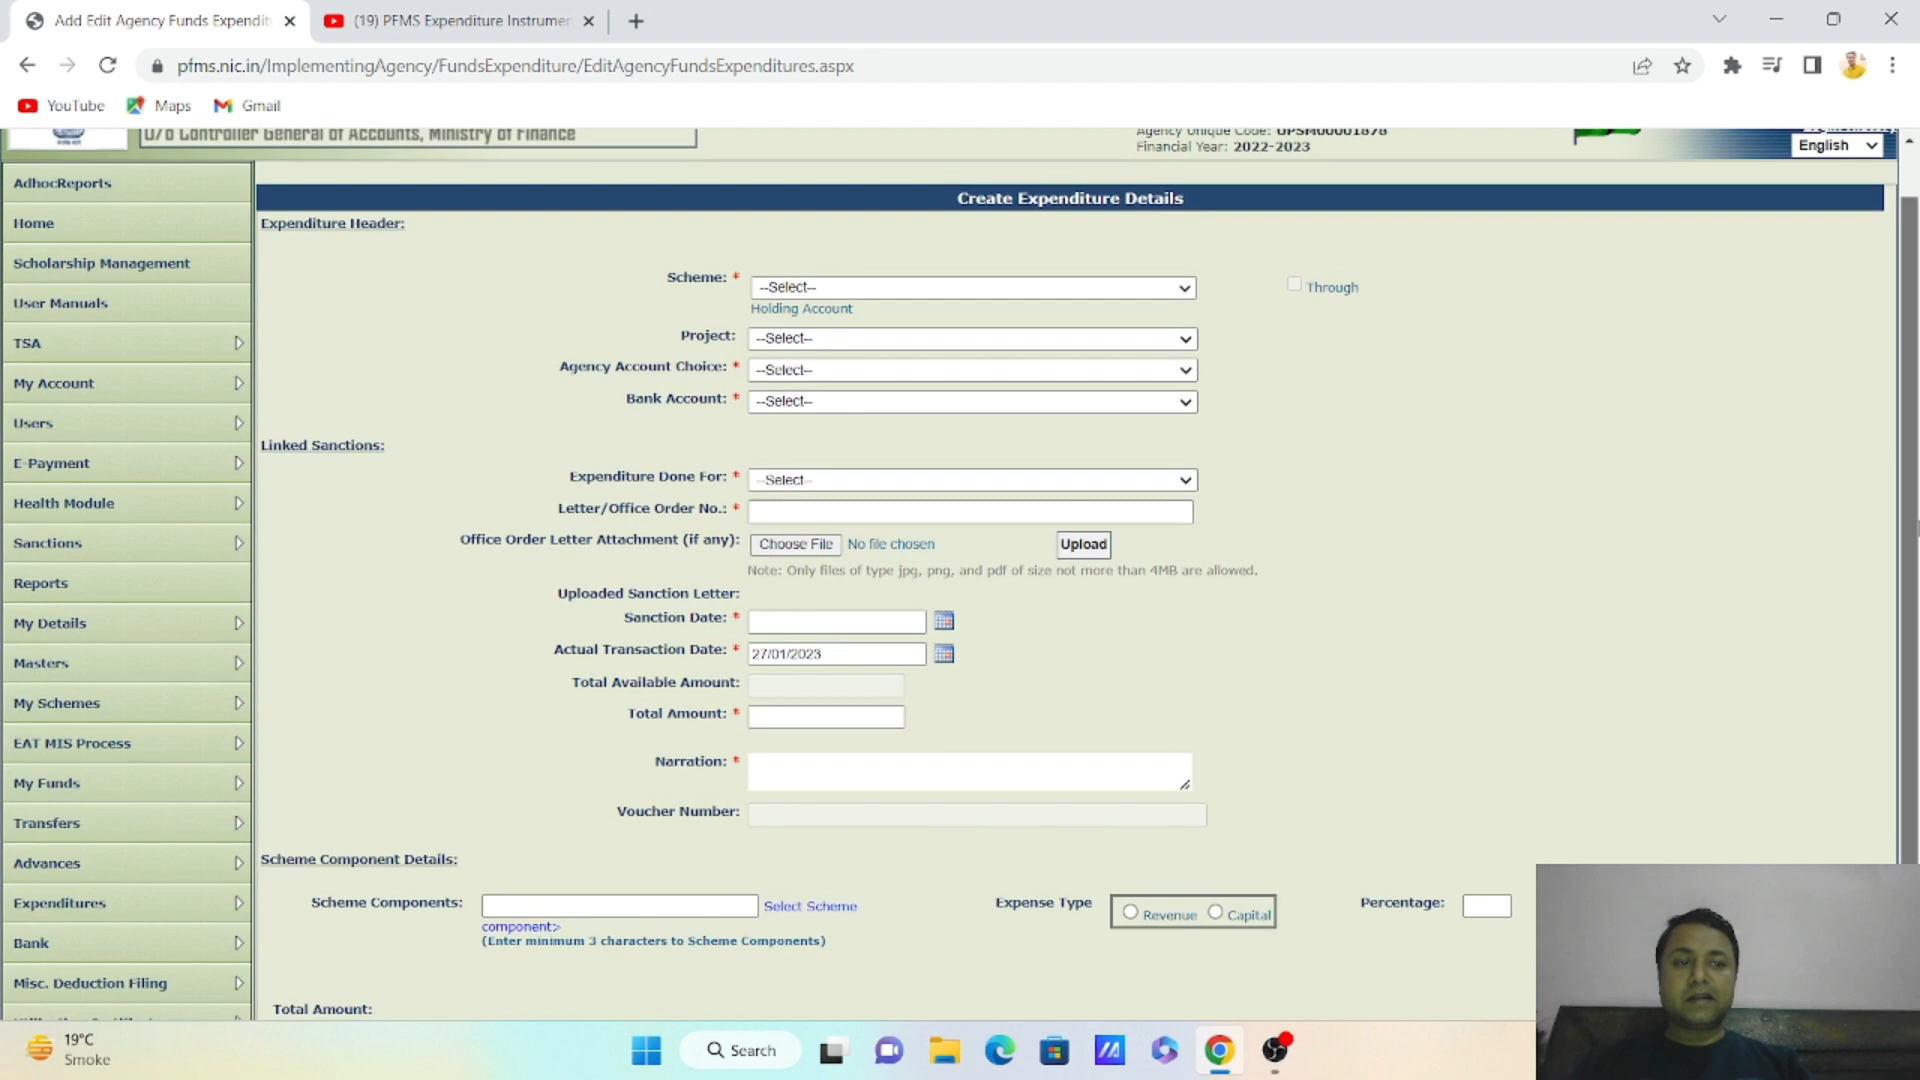 Add Edit Agency Funds Expendit
(19) PFMS Expenditure Instrumen
pfms.nic.in/ImplementingAgency/FundsExpenditure/EditAgencyFundsExpenditures.aspx
YouTube
Maps
Gmail
O/o Controller General of Accounts, Ministry of Finance
Agency Unique Code: UPSM00001878
Financial Year: 2022-2023
English
AdhocReports
Home
Scholarship Management
User Manuals
TSA
My Account
Users
E-Payment
Health Module
Sanctions
Reports
My Details
Masters
My Schemes
EAT MIS Process
My Funds
Transfers
Advances
Expenditures
Bank
Misc. Deduction Filing
Create Expenditure Details
Expenditure Header:
Scheme: * --Select--
Through
Holding Account
Project: --Select--
Agency Account Choice: * --Select--
Bank Account: * --Select--
Linked Sanctions:
Expenditure Done For: * --Select--
Letter/Office Order No.: *
Office Order Letter Attachment (if any): Choose File No file chosen Upload
Note: Only files of type jpg, png, and pdf of size not more than 4MB are allowed.
Uploaded Sanction Letter:
Sanction Date: *
Actual Transaction Date: * 27/01/2023
Total Available Amount:
Total Amount: *
Narration: *
Voucher Number:
Scheme Component Details:
Scheme Components: Select Scheme
component>
(Enter minimum 3 characters to Scheme Components)
Expense Type Revenue Capital
Percentage:
Total Amount:
19°C
Smoke
Search